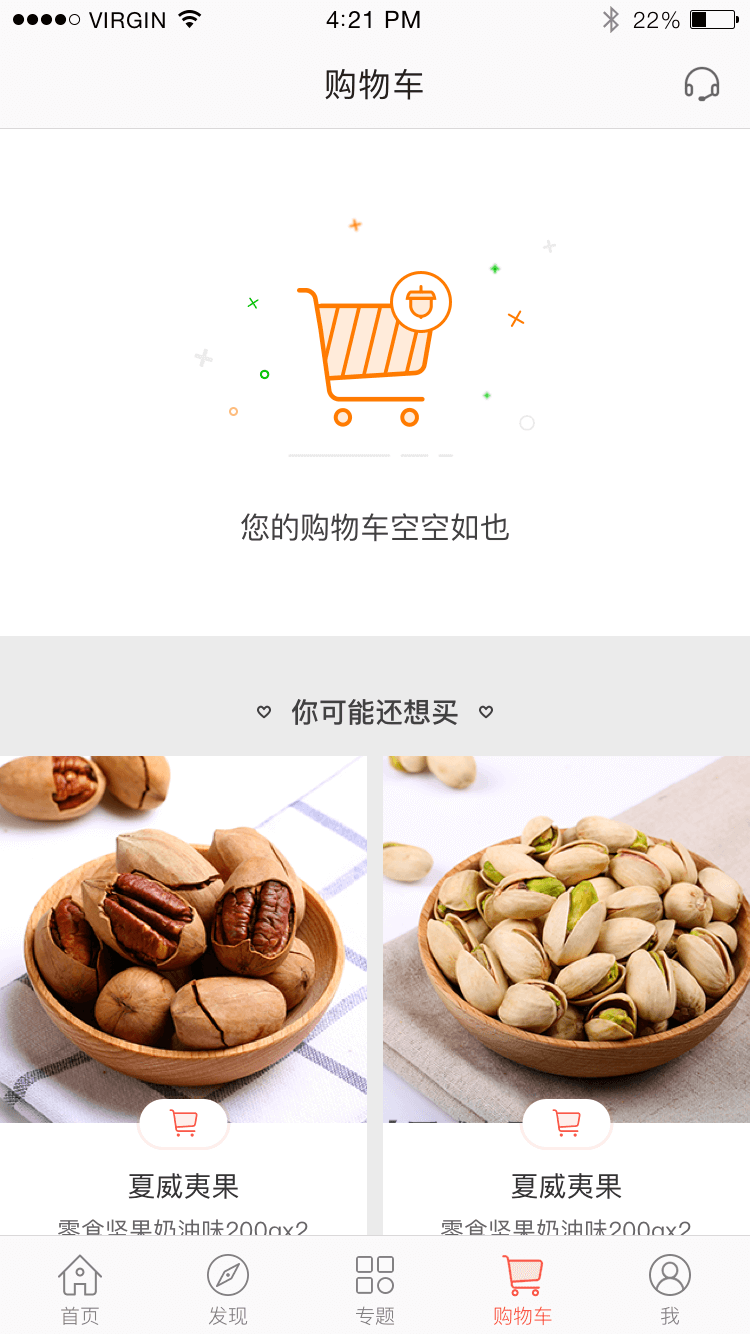 VIRGIN 4:21 PM 22%
购物车
您的购物车空空如也
你可能还想买
夏威夷果 夏威夷果
零食坚果奶油味200gx2 零食坚果奶油味200gx2
首页 发现 专题 购物车 我